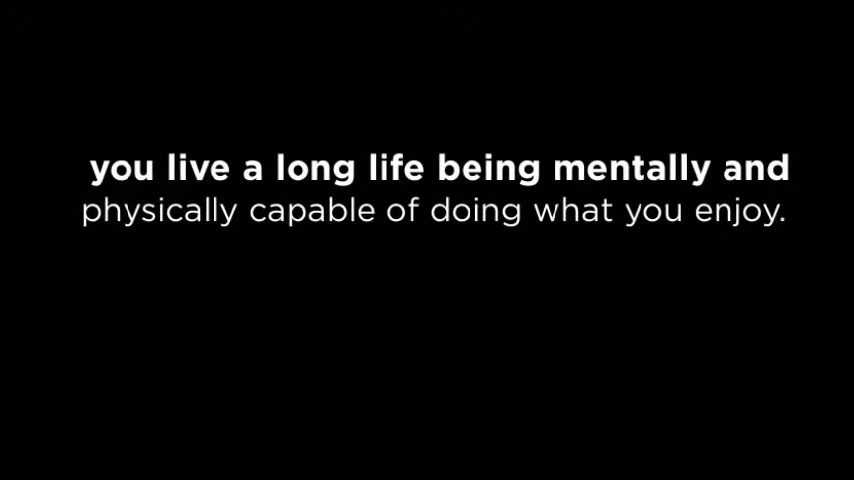 you live a long life being mentally and
physically capable of doing what you enjoy.